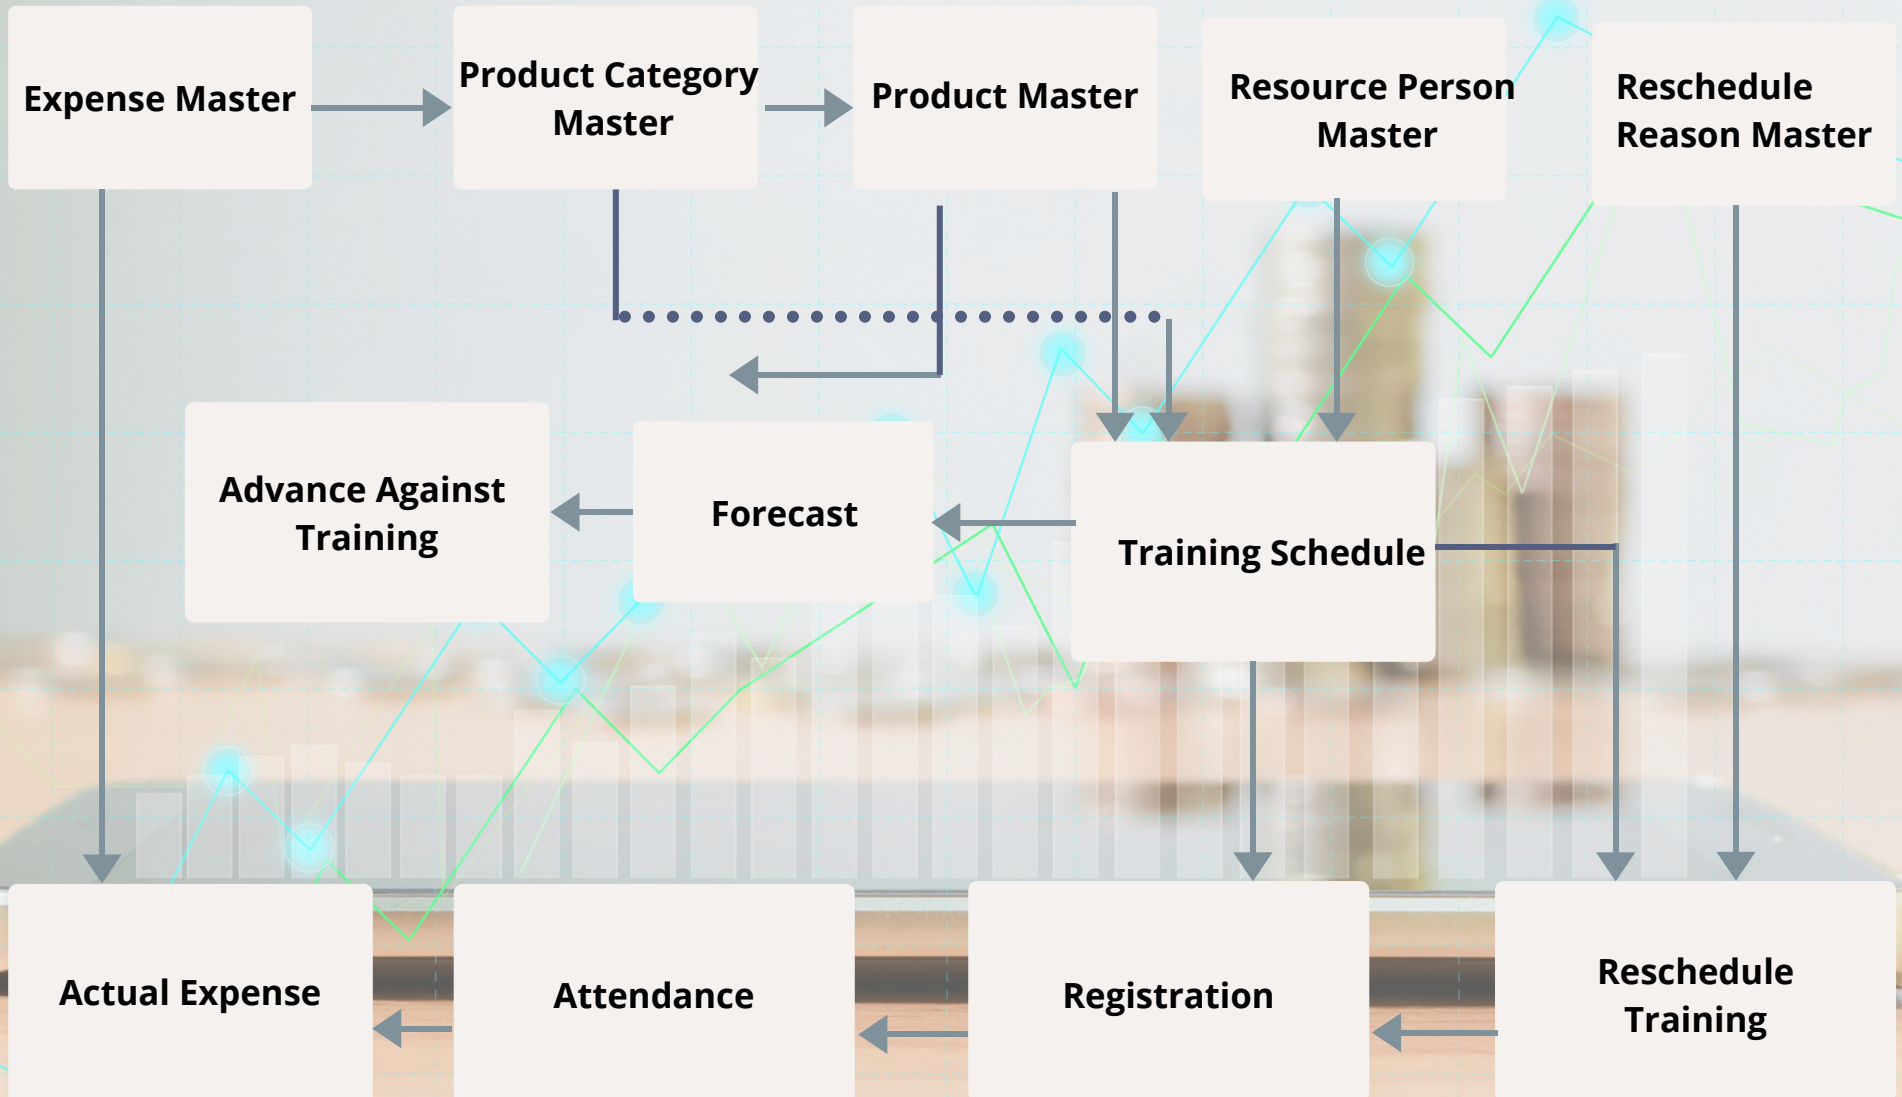 Expense Master
Product Category
Master
Product Master
Resource Person
Master
Reschedule
Reason Master
Advance Against
Training
Forecast
Training Schedule
Actual Expense
Attendance
Registration
Reschedule
Training